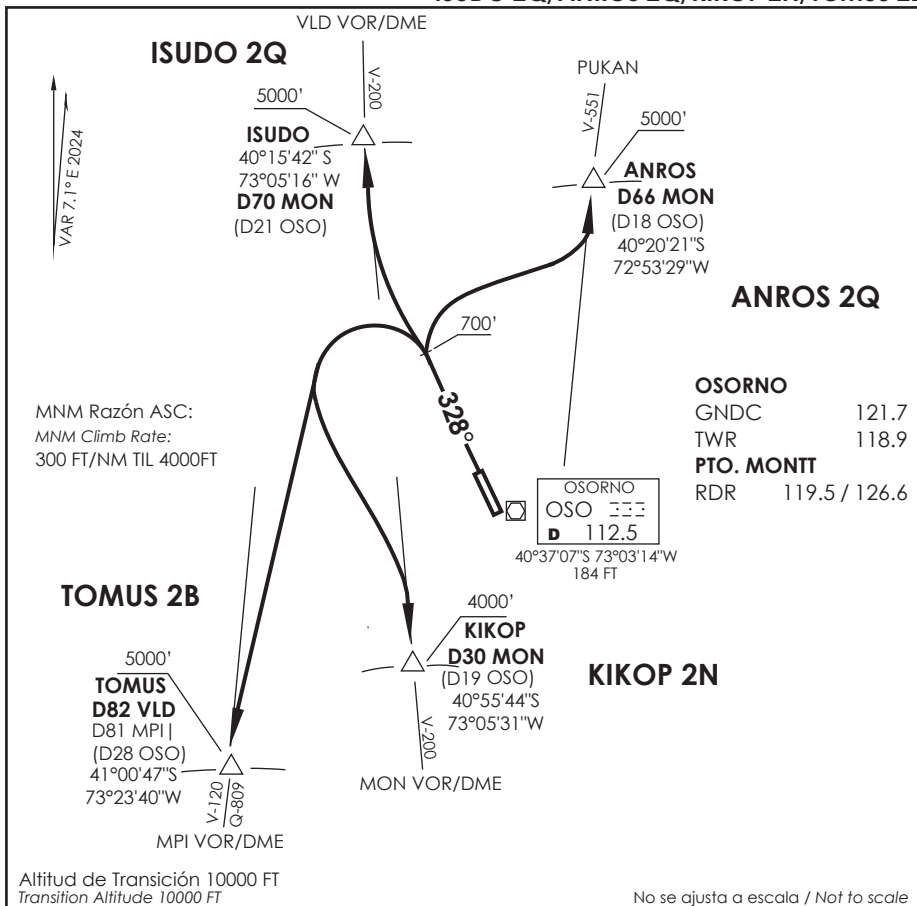 VLD VOR/DME
ISUDO 2Q
V-200
5000'
ISUDO
40°15'42" S
73°05'16" W
D70 MON
(D21 OSO)
VAR 7.1° E 2024
PUKAN
V-551
5000'
ANROS
D66 MON
(D18 OSO)
40°20'21"S
72°53'29"W
ANROS 2Q
700'
328°
MNM Razón ASC:
MNM Climb Rate:
300 FT/NM TIL 4000FT
OSORNO
GNDC 121.7
TWR 118.9
PTO. MONTT
RDR 119.5 / 126.6
OSORNO
OSO
D 112.5
40°37'07"S 73°03'14"W
184 FT
TOMUS 2B
5000'
TOMUS
D82 VLD
D81 MPI|
(D28 OSO)
41°00'47"S
73°23'40"W
V-120
Q-809
MPI VOR/DME
4000'
KIKOP
D30 MON
(D19 OSO)
40°55'44"S
73°05'31"W
KIKOP 2N
V-200
MON VOR/DME
Altitud de Transición 10000 FT
Transition Altitude 10000 FT
No se ajusta a escala / Not to scale